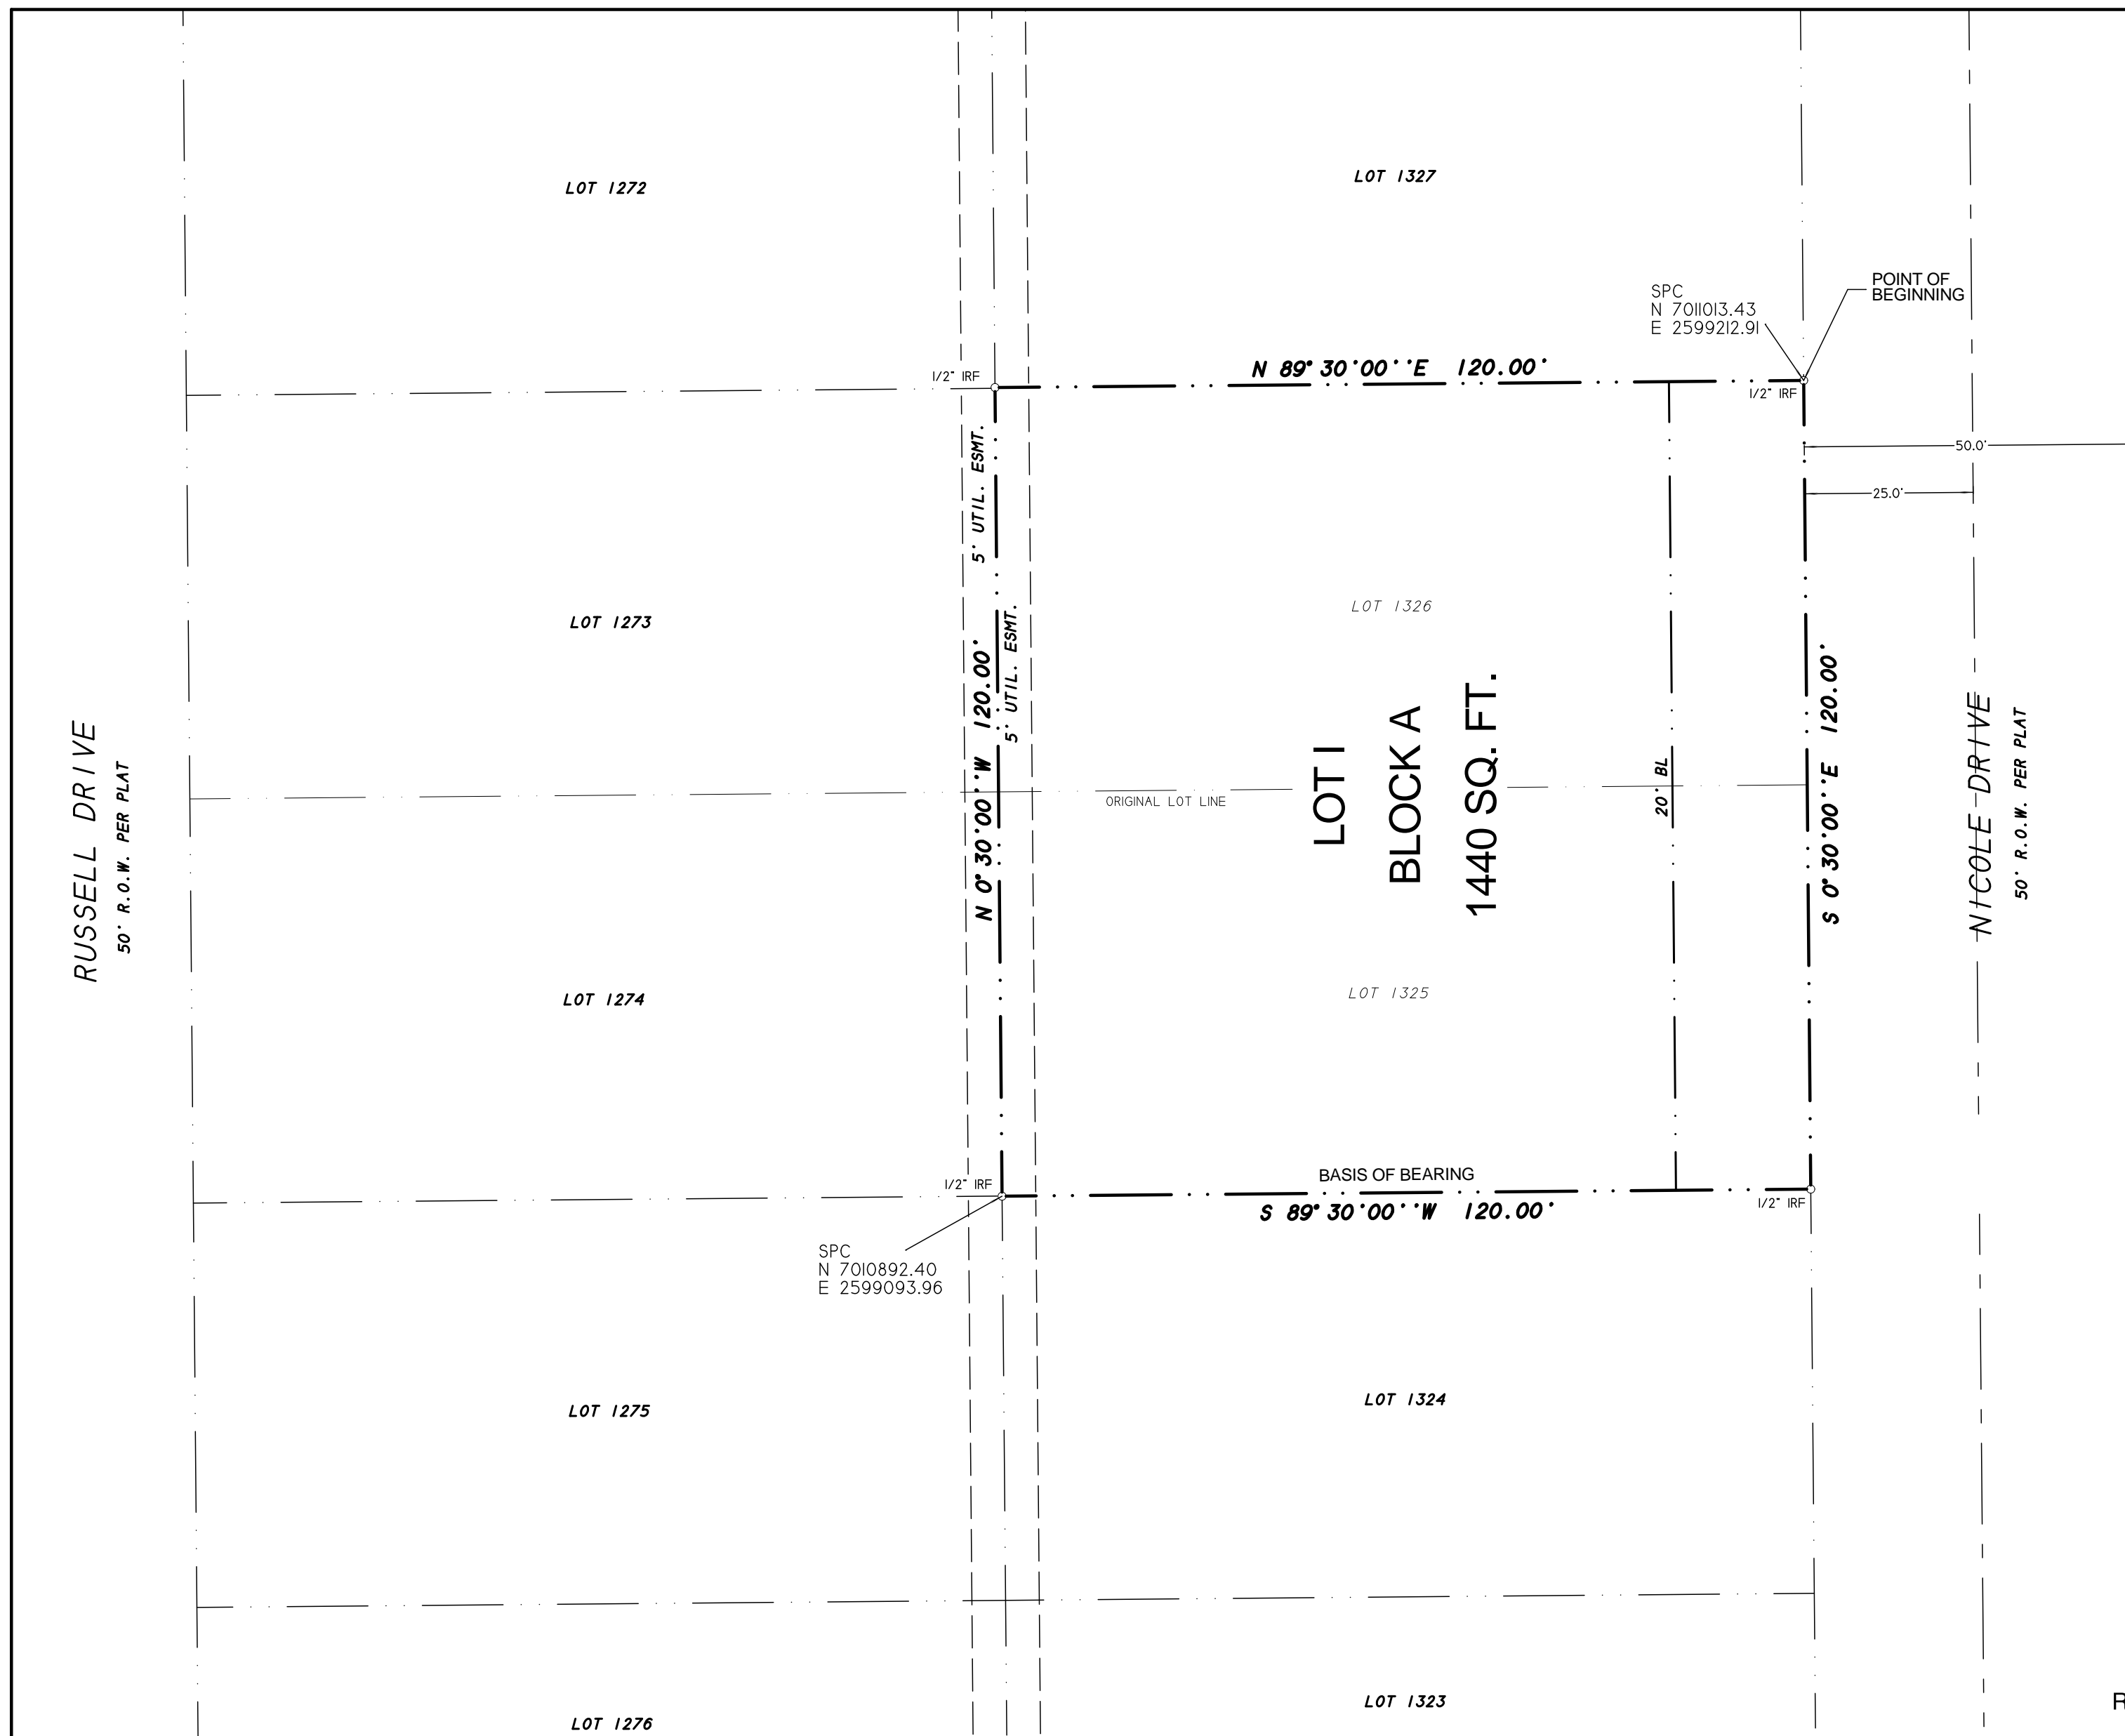 LOT 1272
LOT 1327
SPC
N 7011013.43
E 2599212.91
POINT OF
BEGINNING
N 89° 30'00''E 120.00'
1/2" IRF
1/2" IRF
50.0'
25.0'
5' UTIL. ESMT.
5' UTIL. ESMT.
LOT 1273
LOT 1326
N 0° 30'00''W 120.00'
S 0° 30'00''E 120.00'
RUSSELL DRIVE
50' R.O.W. PER PLAT
ORIGINAL LOT LINE
LOT 1
BLOCK A
1440 SQ. FT.
20' BL
NICOLE DRIVE
50' R.O.W. PER PLAT
LOT 1274
LOT 1325
BASIS OF BEARING
1/2" IRF
S 89° 30'00''W 120.00'
1/2" IRF
SPC
N 7010892.40
E 2599093.96
LOT 1275
LOT 1324
LOT 1276
LOT 1323
R